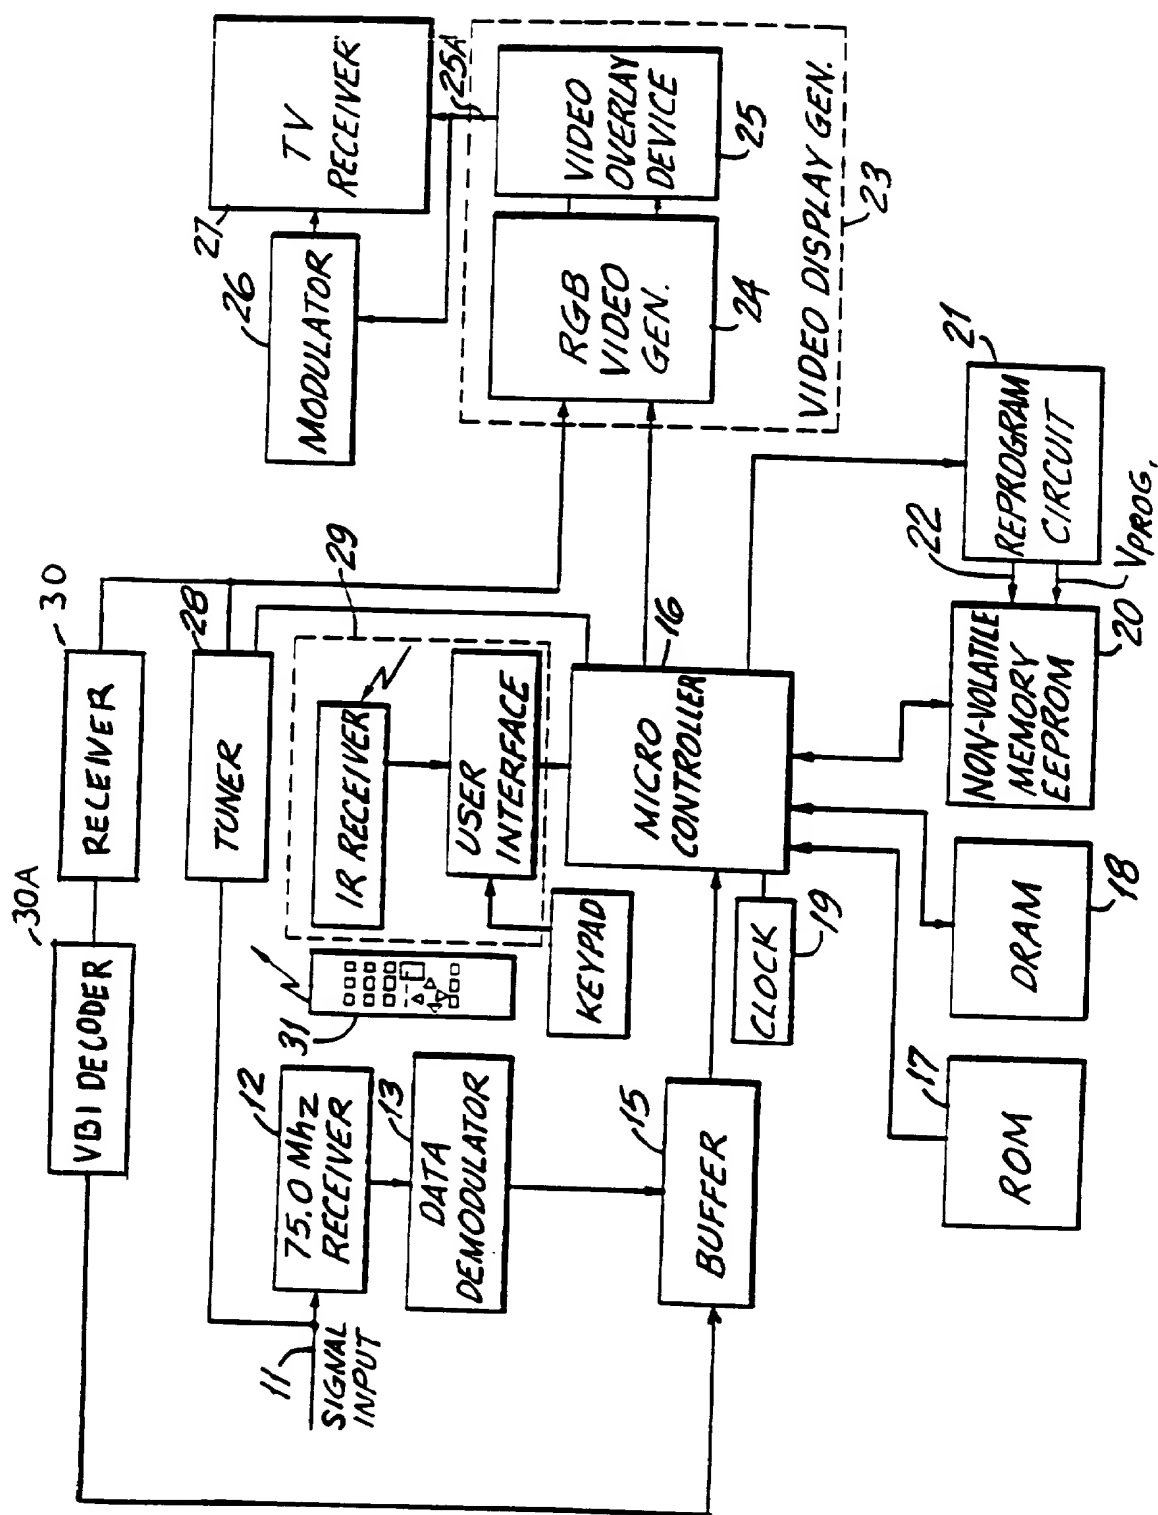 30A
VBI DECODER
30
RECEIVER
28
TUNER
11
SIGNAL
INPUT
12
75.0 Mhz
RECEIVER
13
DATA
DEMODULATOR
31
29
IR RECEIVER
USER
INTERFACE
KEYPAD
15
BUFFER
16
MICRO
CONTROLLER
CLOCK
19
17
ROM
DRAM
18
NON-VOLATILE
MEMORY
EEPROM
20
22
VPROG.
21
REPROGRAM
CIRCUIT
26
MODULATOR
27
TV
RECEIVER
25A
RGB
VIDEO
GEN.
24
VIDEO
OVERLAY
DEVICE
25
VIDEO DISPLAY GEN.
23